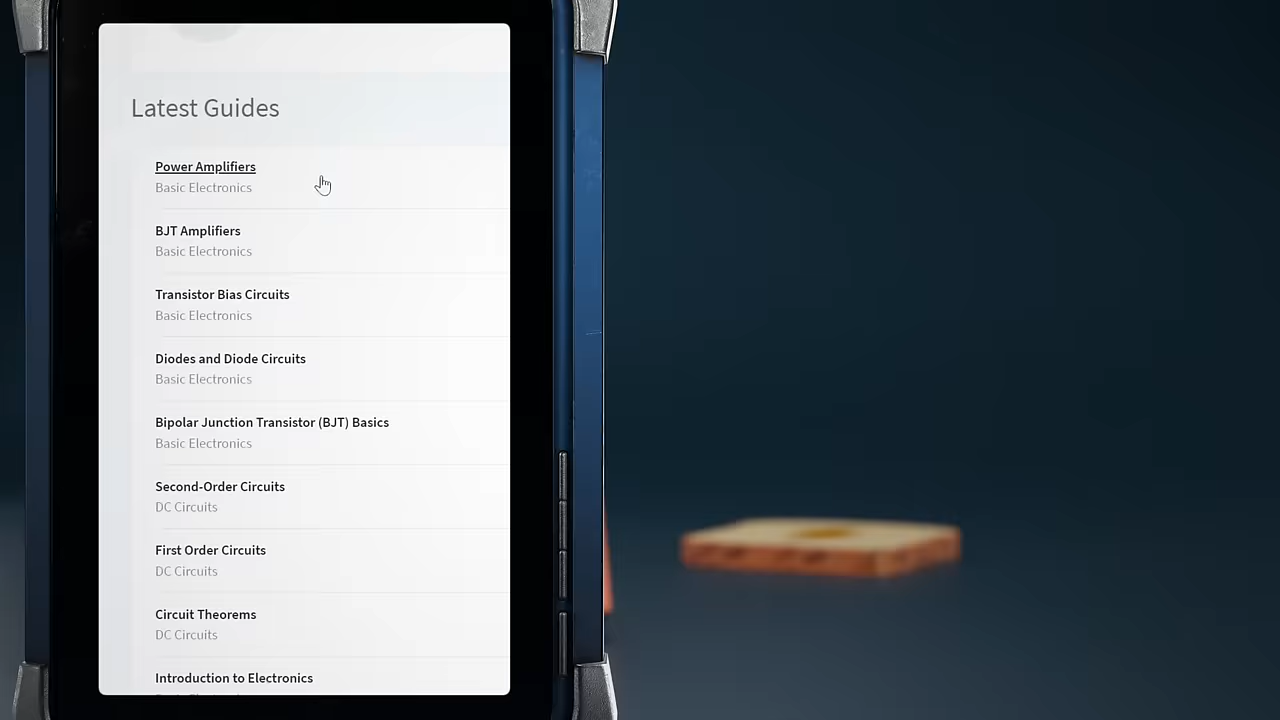 Latest Guides
Power Amplifiers
Basic Electronics
BJT Amplifiers
Basic Electronics
Transistor Bias Circuits
Basic Electronics
Diodes and Diode Circuits
Basic Electronics
Bipolar Junction Transistor (BJT) Basics
Basic Electronics
Second-Order Circuits
DC Circuits
First Order Circuits
DC Circuits
Circuit Theorems
DC Circuits
Introduction to Electronics